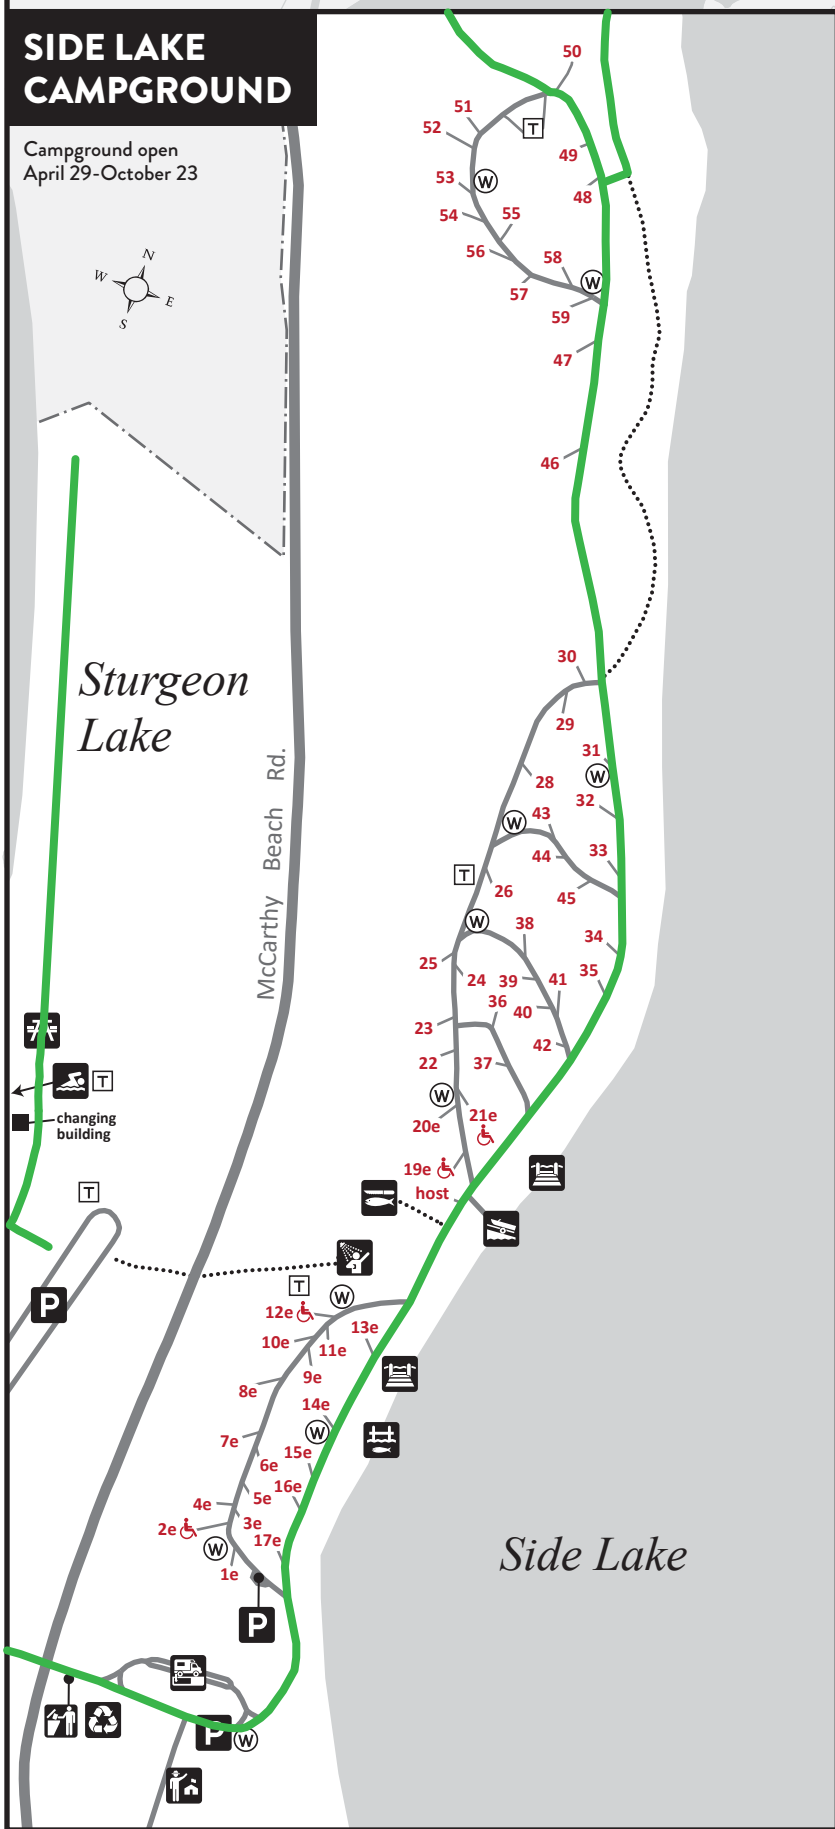 SIDE LAKE
CAMPGROUND
Campground open
April 29-October 23
N
W
E
S
50
51
T
52
49
53
W
48
54
55
56
58
W
57
59
47
46
30
Sturgeon
Lake
29
31
McCarthy Beach Rd.
W
28
32
43
W
44
33
T
26
45
W
38
34
25
24
39
41
35
36
40
23
42
22
37
W
21e
20e
19e
host
changing
building
T
T
P
T
W
12e
13e
10e
11e
9e
8e
14e
W
7e
15e
6e
16e
5e
4e
3e
2e
17e
W
1e
Side Lake
P
P
W